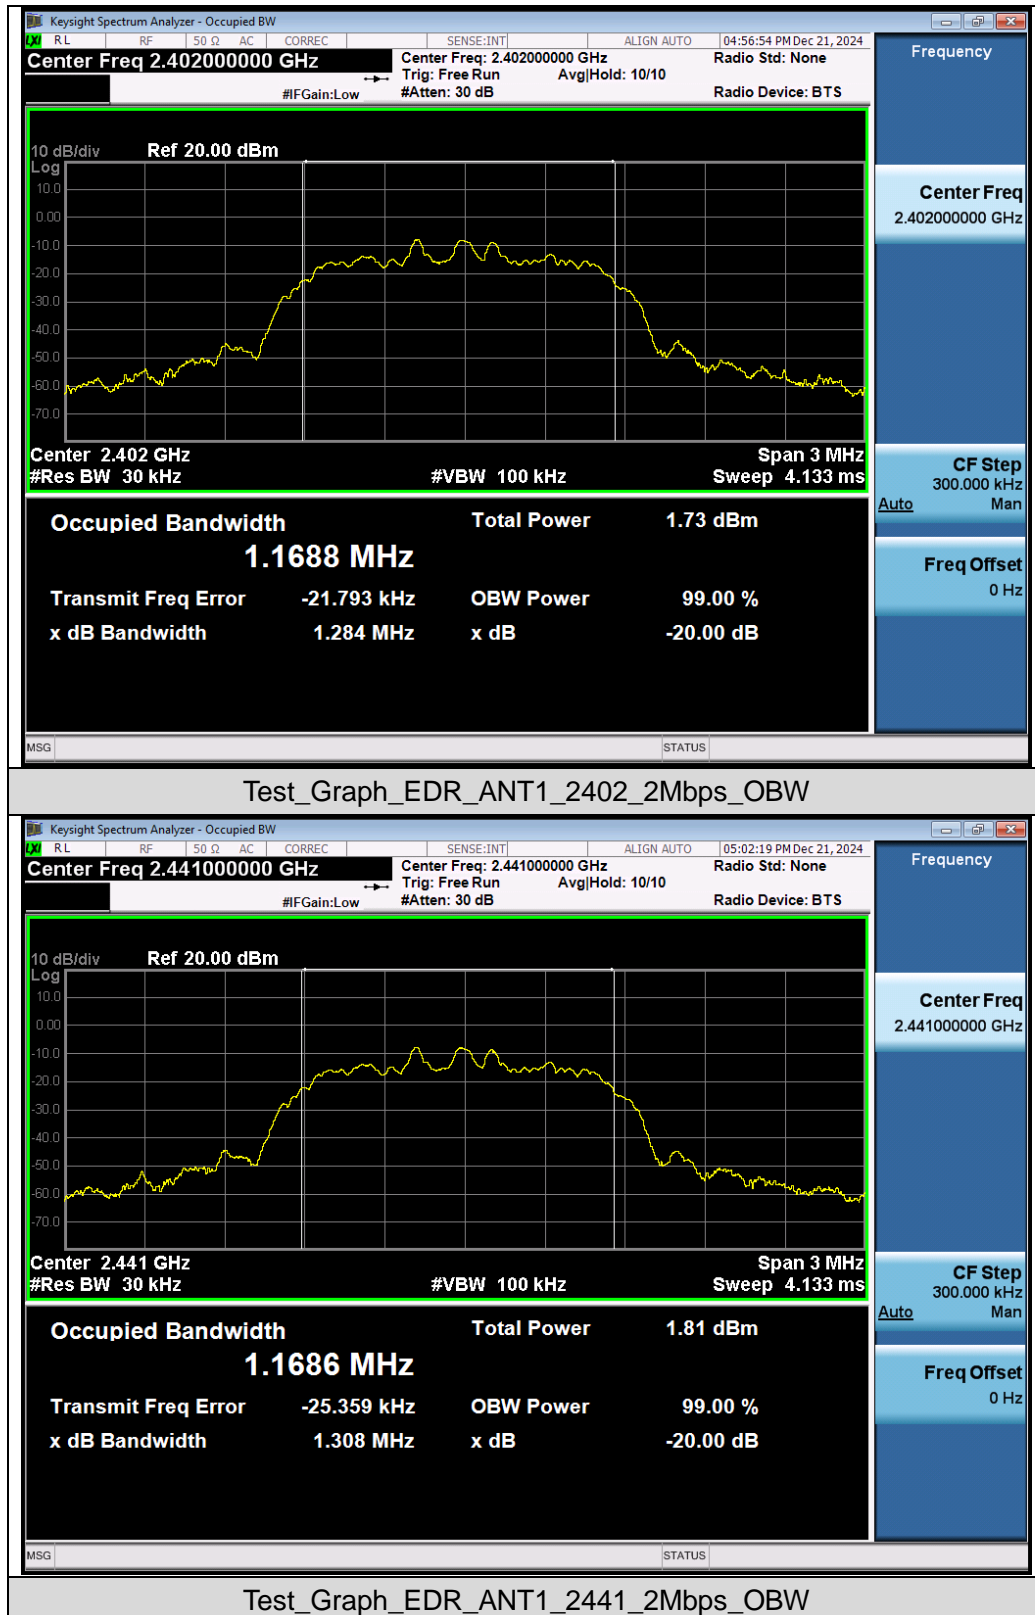 Keysight Spectrum Analyzer - Occupied BW
LXI RL RF 50 Ω AC CORREC SENSE:INT ALIGN AUTO 04:56:54 PM Dec 21, 2024
Center Freq 2.402000000 GHz Center Freq: 2.402000000 GHz Radio Std: None
Trig: Free Run Avg|Hold: 10/10
#IFGain:Low #Atten: 30 dB Radio Device: BTS
Frequency
10 dB/div Ref 20.00 dBm
Log
10.0
0.00
-10.0
-20.0
-30.0
-40.0
-50.0
-60.0
-70.0
Center 2.402 GHz Span 3 MHz
#Res BW 30 kHz #VBW 100 kHz Sweep 4.133 ms
Center Freq
2.402000000 GHz
CF Step
300.000 kHz
Auto Man
Freq Offset
0 Hz
Occupied Bandwidth Total Power 1.73 dBm
1.1688 MHz
Transmit Freq Error -21.793 kHz OBW Power 99.00 %
x dB Bandwidth 1.284 MHz x dB -20.00 dB
MSG STATUS
Test_Graph_EDR_ANT1_2402_2Mbps_OBW
Keysight Spectrum Analyzer - Occupied BW
LXI RL RF 50 Ω AC CORREC SENSE:INT ALIGN AUTO 05:02:19 PM Dec 21, 2024
Center Freq 2.441000000 GHz Center Freq: 2.441000000 GHz Radio Std: None
Trig: Free Run Avg|Hold: 10/10
#IFGain:Low #Atten: 30 dB Radio Device: BTS
Frequency
10 dB/div Ref 20.00 dBm
Log
10.0
0.00
-10.0
-20.0
-30.0
-40.0
-50.0
-60.0
-70.0
Center 2.441 GHz Span 3 MHz
#Res BW 30 kHz #VBW 100 kHz Sweep 4.133 ms
Center Freq
2.441000000 GHz
CF Step
300.000 kHz
Auto Man
Freq Offset
0 Hz
Occupied Bandwidth Total Power 1.81 dBm
1.1686 MHz
Transmit Freq Error -25.359 kHz OBW Power 99.00 %
x dB Bandwidth 1.308 MHz x dB -20.00 dB
MSG STATUS
Test_Graph_EDR_ANT1_2441_2Mbps_OBW